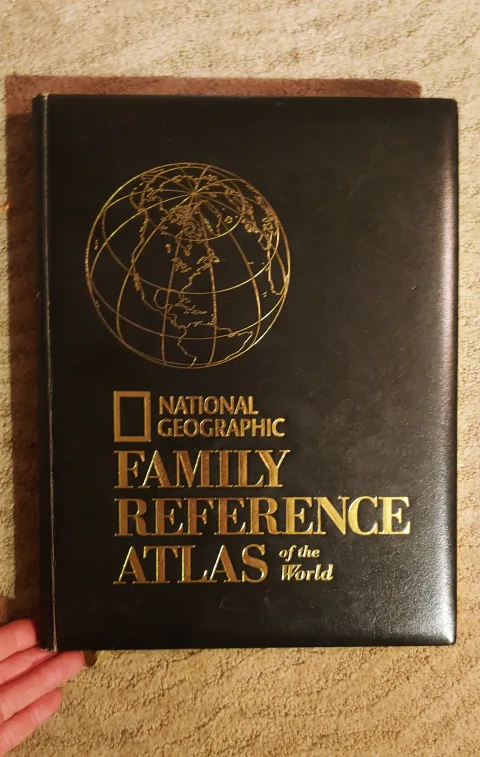 NATIONAL
GEOGRAPHIC
FAMILY
REFERENCE
ATLAS of the
World